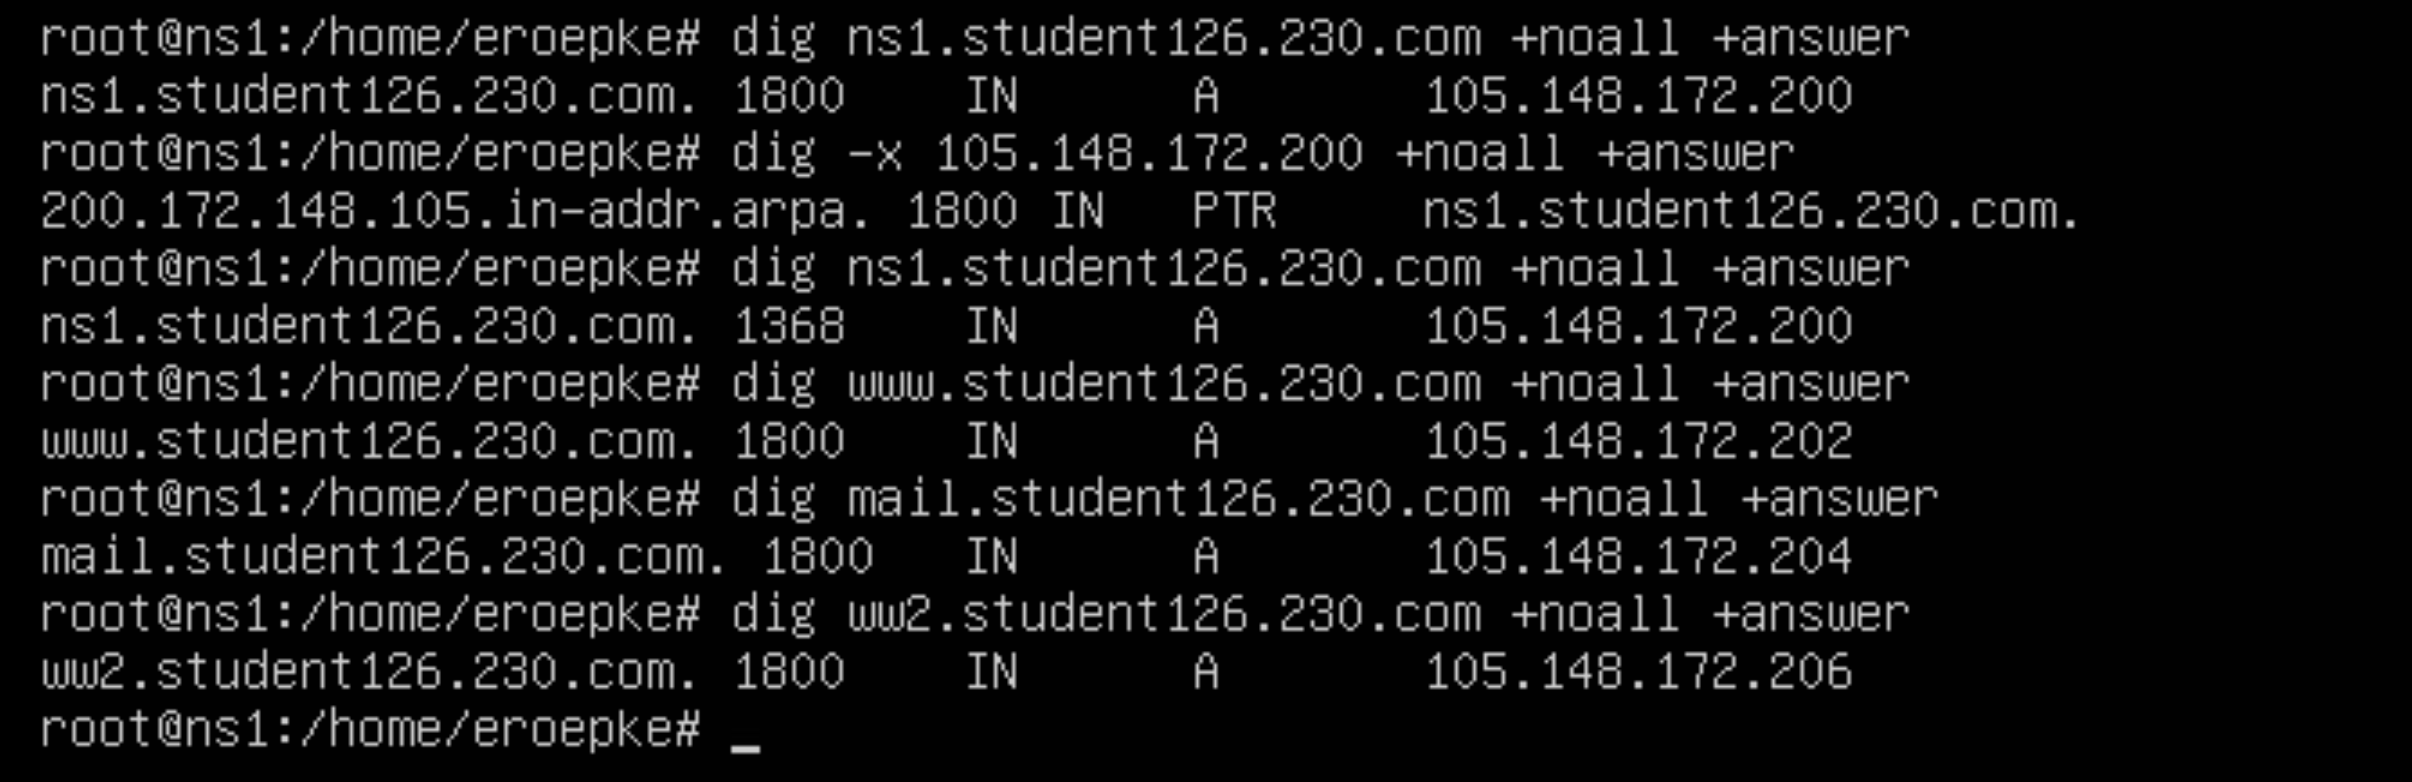 root@ns1:/home/eroepke# dig ns1.student126.230.com +noall +answer
ns1.student126.230.com. 1800    IN      A       105.148.172.200
root@ns1:/home/eroepke# dig -x 105.148.172.200 +noall +answer
200.172.148.105.in-addr.arpa. 1800 IN   PTR     ns1.student126.230.com.
root@ns1:/home/eroepke# dig ns1.student126.230.com +noall +answer
ns1.student126.230.com. 1368    IN      A       105.148.172.200
root@ns1:/home/eroepke# dig www.student126.230.com +noall +answer
www.student126.230.com. 1800    IN      A       105.148.172.202
root@ns1:/home/eroepke# dig mail.student126.230.com +noall +answer
mail.student126.230.com. 1800   IN      A       105.148.172.204
root@ns1:/home/eroepke# dig ww2.student126.230.com +noall +answer
ww2.student126.230.com. 1800    IN      A       105.148.172.206
root@ns1:/home/eroepke# _